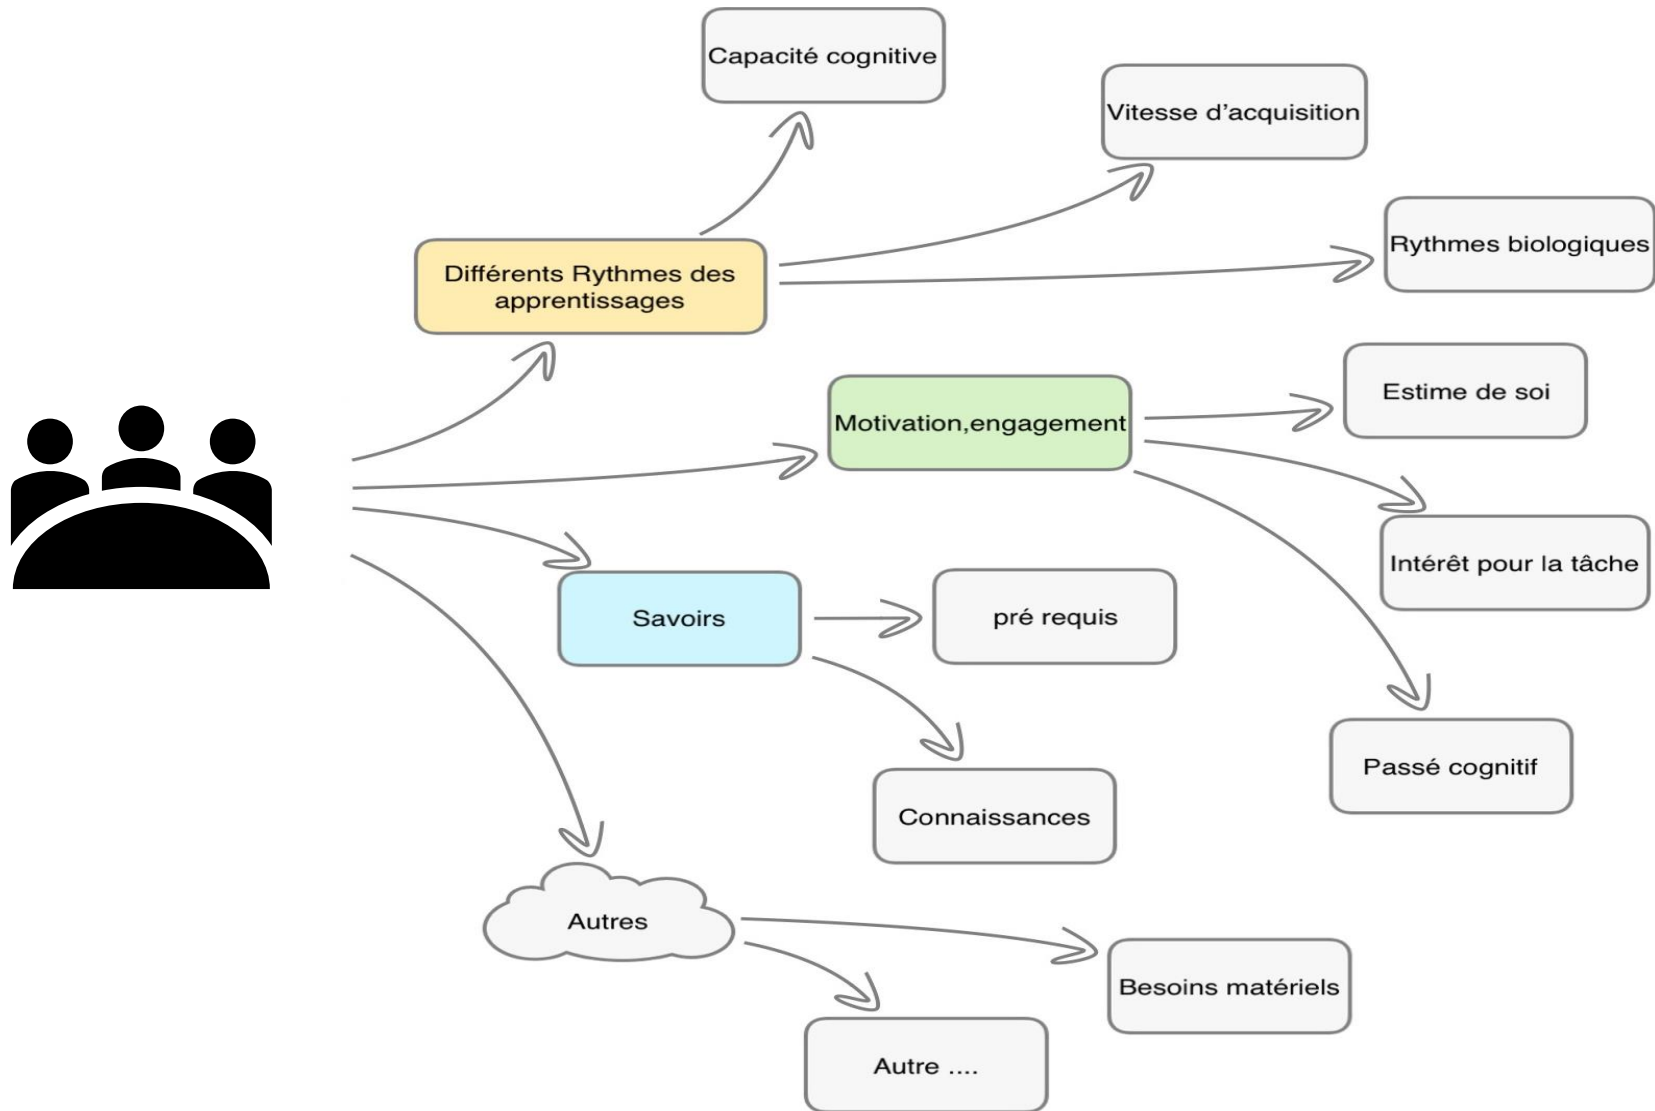 Capacité cognitive
Vitesse d'acquisition
Rythmes biologiques
Différents Rythmes des
apprentissages
Estime de soi
Motivation,engagement
Intérêt pour la tâche
Savoirs
pré requis
Passé cognitif
Connaissances
Autres
Besoins matériels
Autre ....